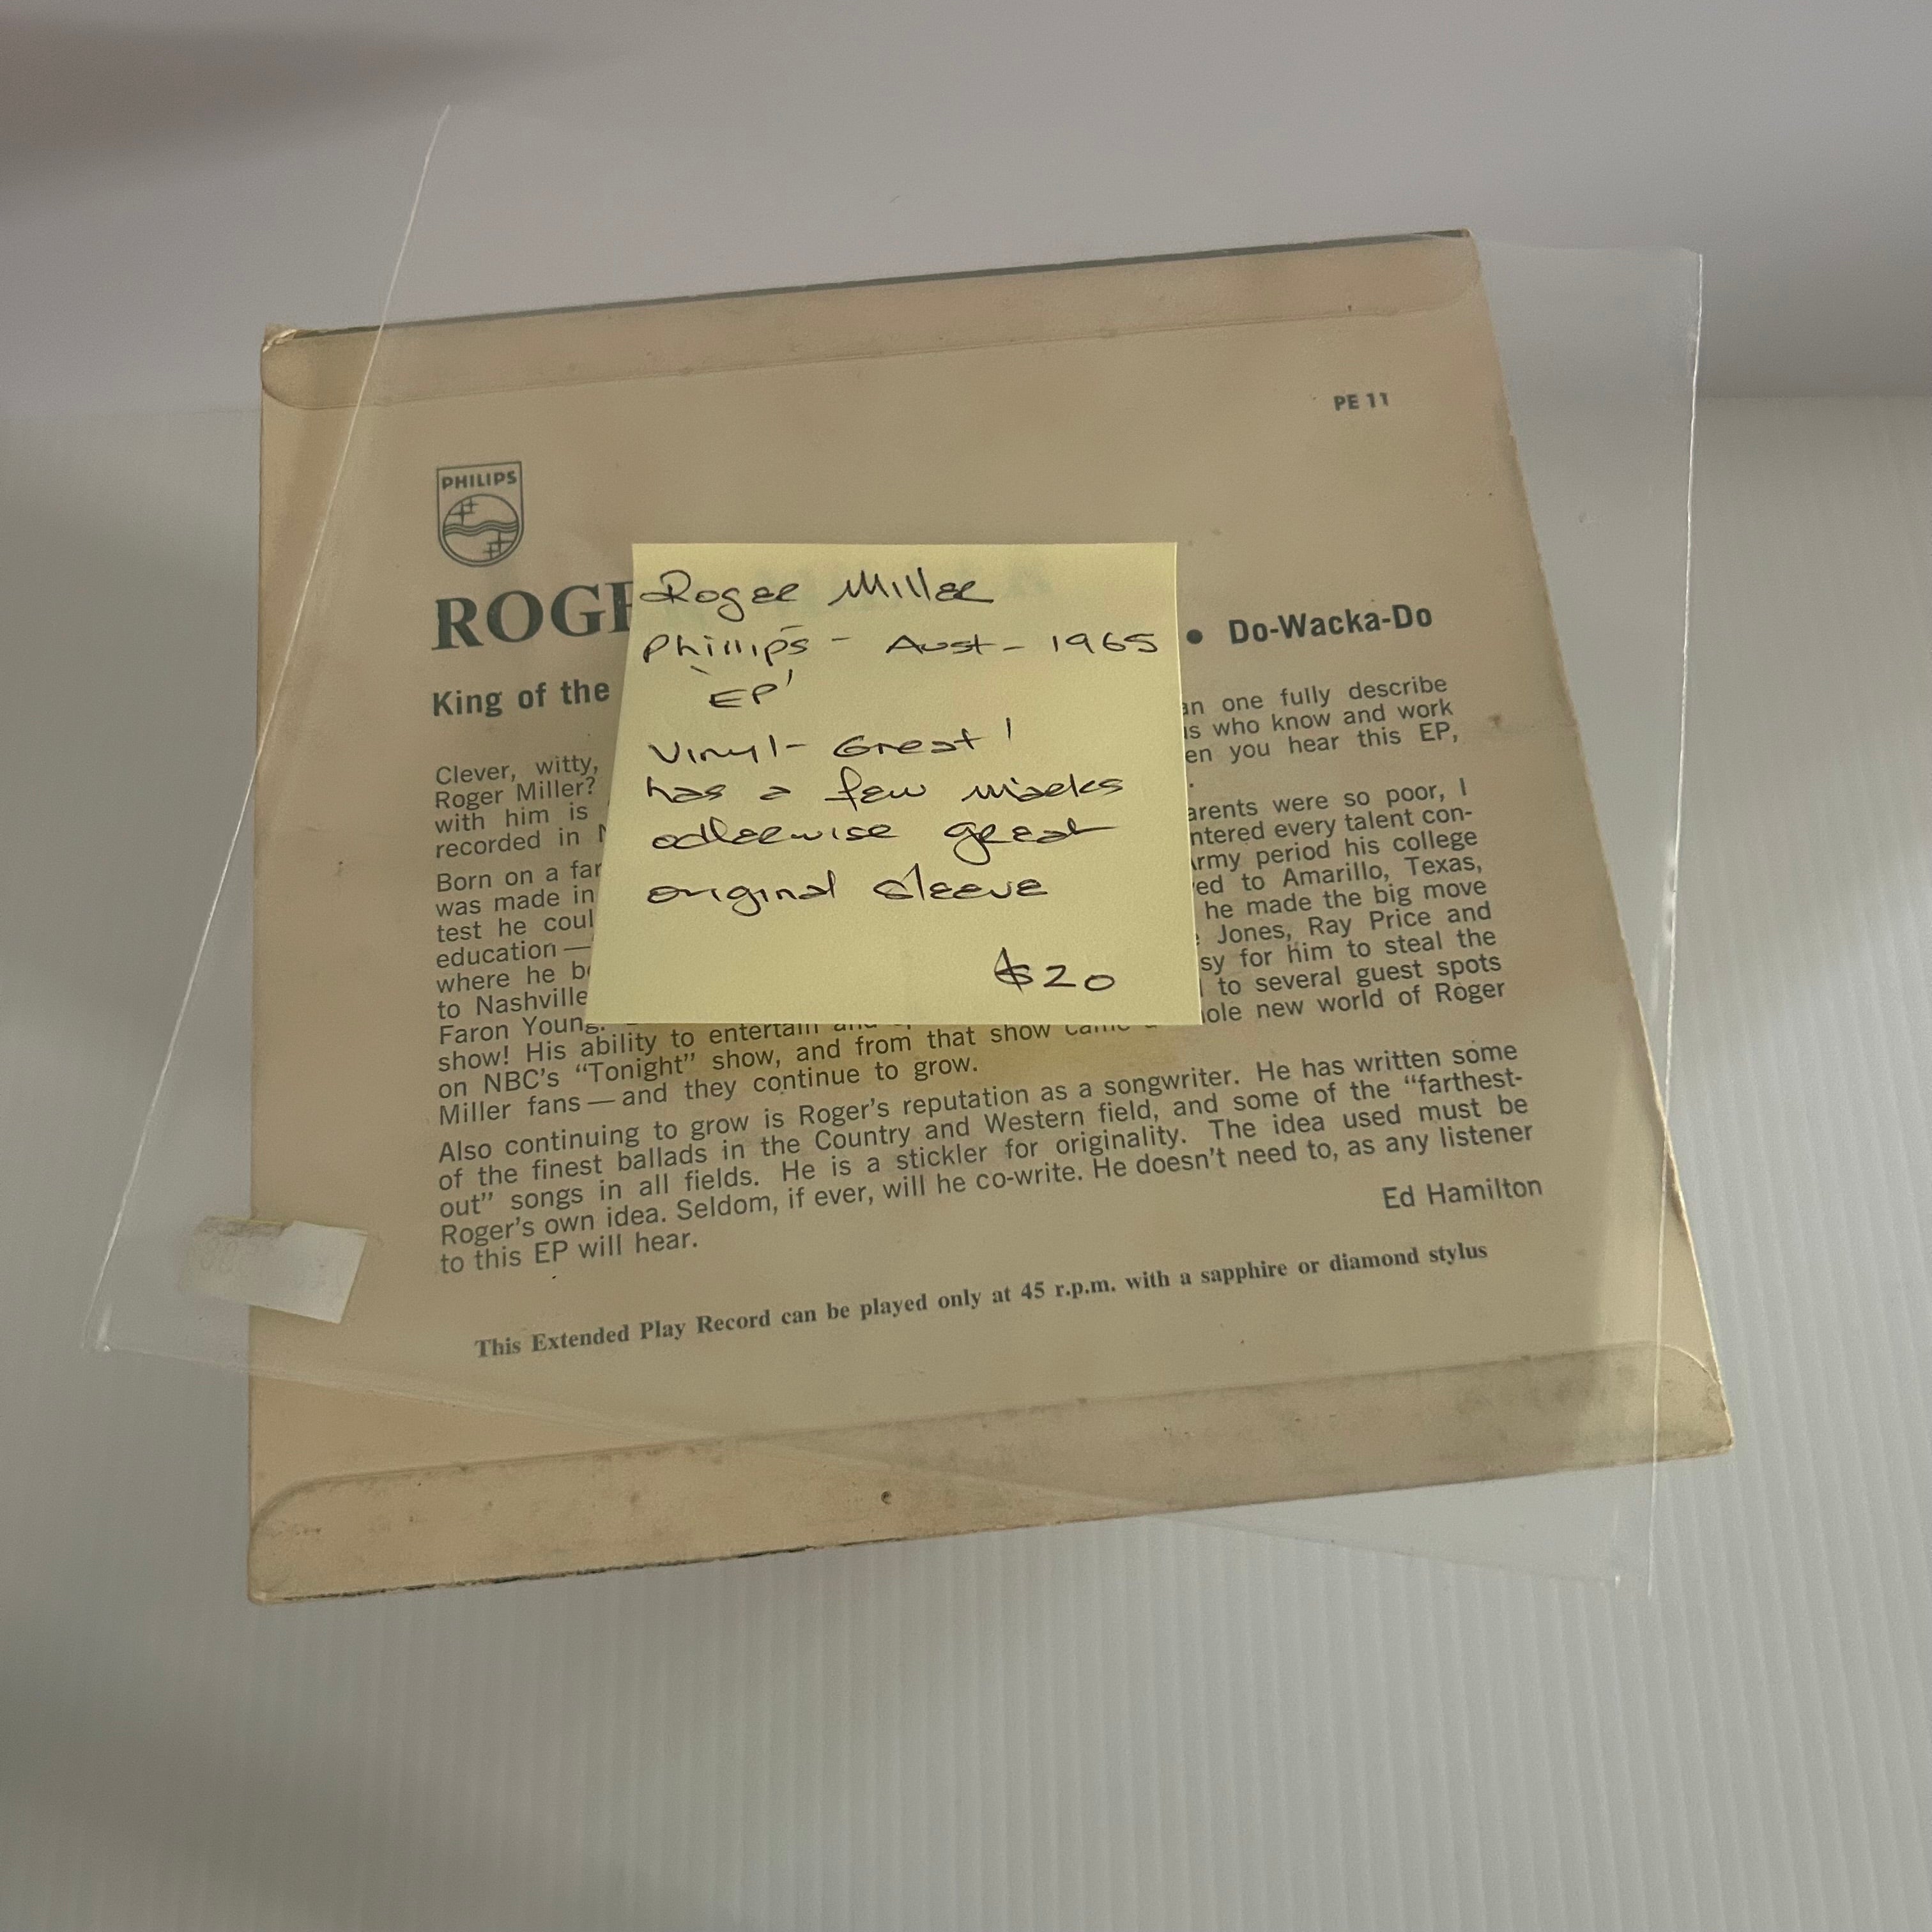 PE 11
PHILIPS
ROGE
King of the
• Do-Wacka-Do
Roger Miller
Phillips - Aust - 1965
'EP'
Vinyl - Great!
has a few marks
otherwise great
original sleeve
$20
Clever, witty, an one fully describe
Roger Miller? s who know and work
with him is en you hear this EP,
recorded in
Born on a far arents were so poor, I
was made in ntered every talent con-
test he coul rmy period his college
education — ed to Amarillo, Texas,
where he b he made the big move
to Nashville Jones, Ray Price and
Faron Young. sy for him to steal the
show! His ability to entertain to several guest spots
on NBC's "Tonight" show, and from that show came ole new world of Roger
Miller fans — and they continue to grow.
Also continuing to grow is Roger's reputation as a songwriter. He has written some
of the finest ballads in the Country and Western field, and some of the "farthest-
out" songs in all fields. He is a stickler for originality. The idea used must be
Roger's own idea. Seldom, if ever, will he co-write. He doesn't need to, as any listener
to this EP will hear.
Ed Hamilton
This Extended Play Record can be played only at 45 r.p.m. with a sapphire or diamond stylus